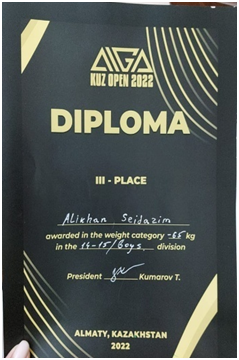 AIGA
KUZ OPEN 2022
DIPLOMA
III - PLACE
Alikhan Seidazim
awarded in the weight category -65 kg
in the 14-15/Boys division
President Kumarov T.
ALMATY, KAZAKHSTAN
2022